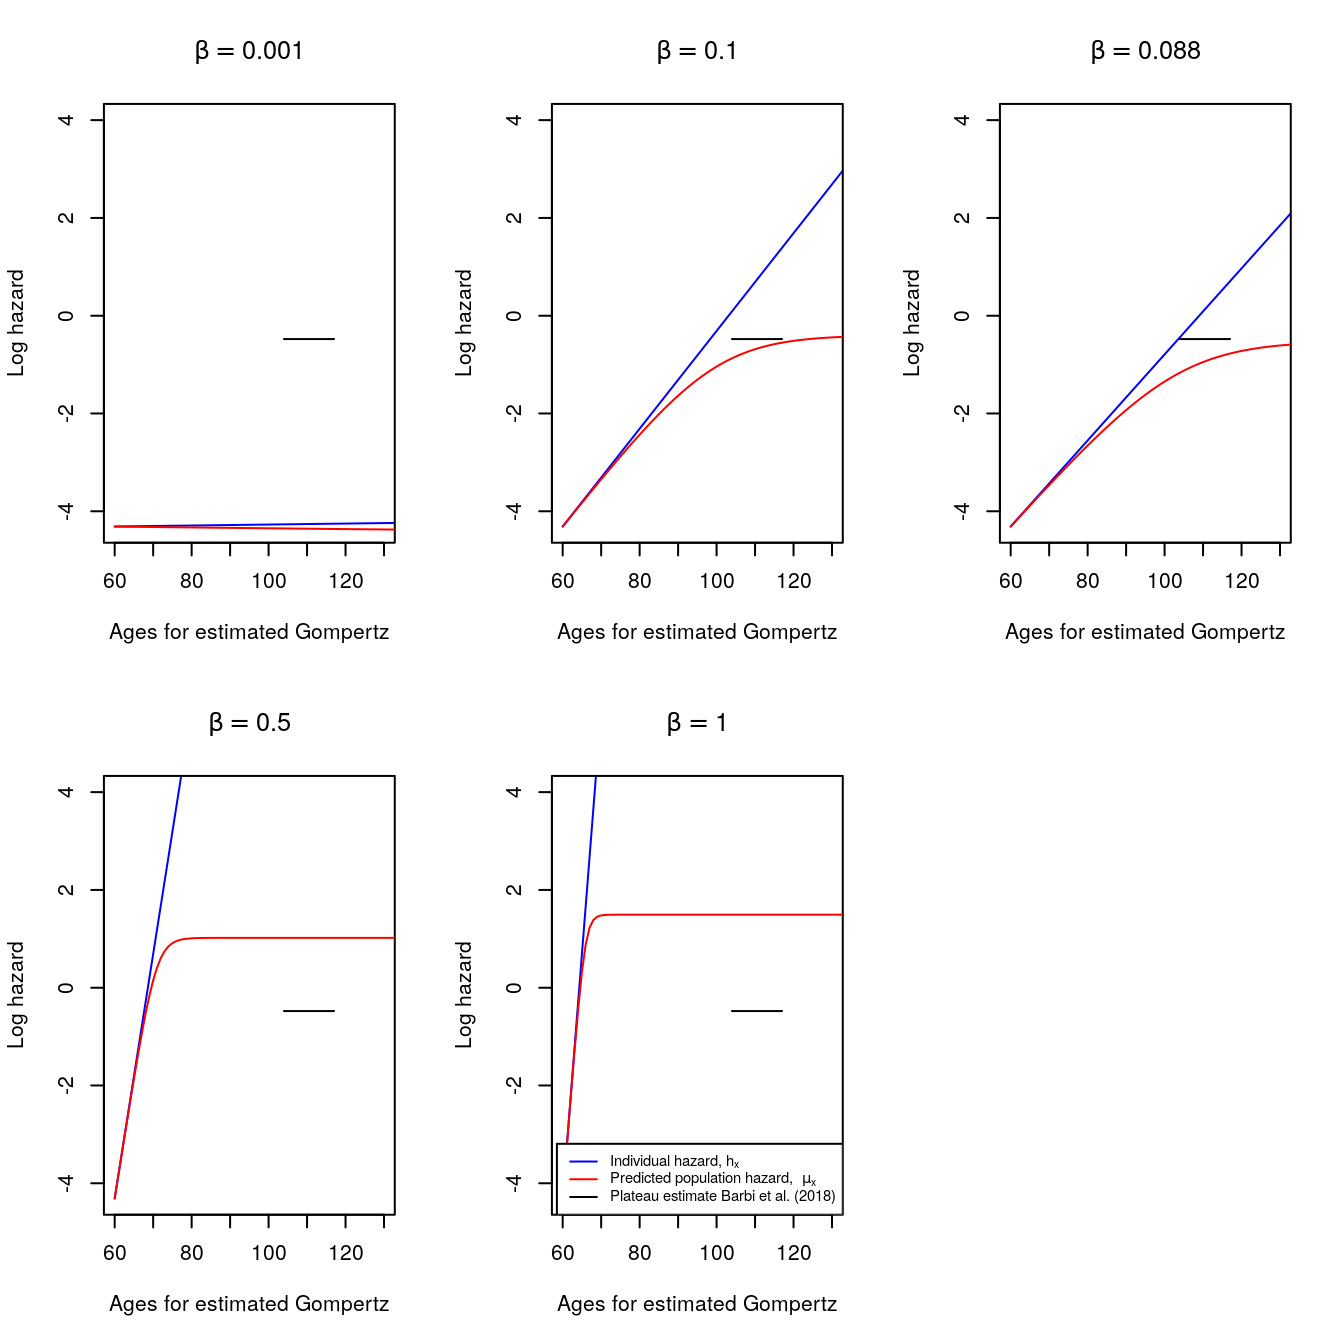 β = 0.001
4
2
0
-2
-4
Log hazard
60 80 100 120
Ages for estimated Gompertz
β = 0.1
4
2
0
-2
-4
Log hazard
60 80 100 120
Ages for estimated Gompertz
β = 0.088
4
2
0
-2
-4
Log hazard
60 80 100 120
Ages for estimated Gompertz
β = 0.5
4
2
0
-2
-4
Log hazard
60 80 100 120
Ages for estimated Gompertz
β = 1
4
2
0
-2
-4
Log hazard
Individual hazard, hₓ
Predicted population hazard, μₓ
Plateau estimate Barbi et al. (2018)
60 80 100 120
Ages for estimated Gompertz